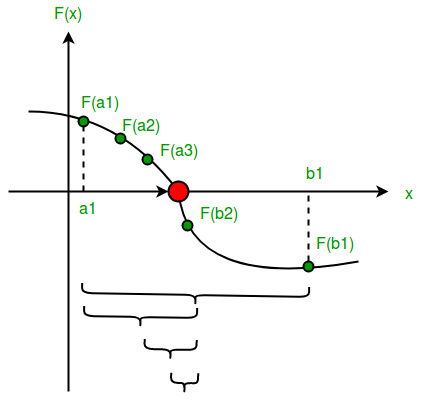 F(x)
F(a1)
F(a2)
F(a3)
b1
x
a1
F(b2)
F(b1)